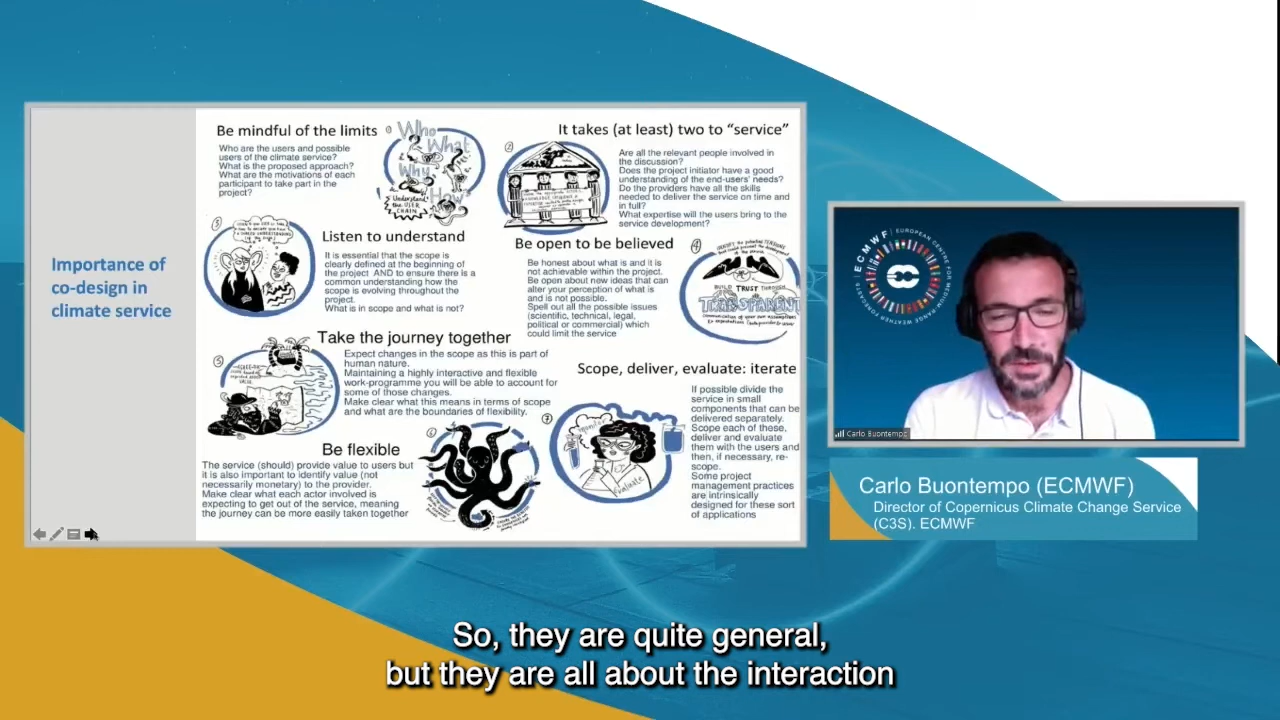 Importance of
co-design in
climate service
Be mindful of the limits
Who are the users and possible
users of the climate service?
What is the proposed approach?
What are the motivations of each
participant to take part in the
project?
Who
What
Why
How?
Understand
the USER
CHAIN
It takes (at least) two to “service”
Are all the relevant people involved in
the discussion?
Does the project initiator have a good
understanding of the end-users' needs?
Do the providers have all the skills
needed to deliver the service on time and
in full?
What expertise will the users bring to the
service development?
Listen to understand
It is essential that the scope is
clearly defined at the beginning of
the project AND to ensure there is a
common understanding how the
scope is evolving throughout the
project.
What is in scope and what is not?
Be open to be believed
Be honest about what is and it is
not achievable within the project.
Be open about new ideas that can
alter your perception of what is
and is not possible.
Spell out all the possible issues
(scientific, technical, legal,
political or commercial) which
could limit the service
BUILD TRUST THROUGH
TRANSPARENT
Take the journey together
Expect changes in the scope as this is part of
human nature.
Maintaining a highly interactive and flexible
work-programme you will be able to account for
some of those changes.
Make clear what this means in terms of scope
and what are the boundaries of flexibility.
Be flexible
The service (should) provide value to users but
it is also important to identify value (not
necessarily monetary) to the provider.
Make clear what each actor involved is
expecting to get out of the service, meaning
the journey can be more easily taken together
Scope, deliver, evaluate: iterate
If possible divide the
service in small
components that can be
delivered separately.
Scope each of these,
deliver and evaluate
them with the users and
then, if necessary, re-
scope.
Some project
management practices
are intrinsically
designed for these sort
of applications
evaluate
ECMWF
EUROPEAN CENTRE FOR MEDIUM-RANGE WEATHER FORECASTS
Carlo Buontempo
Carlo Buontempo (ECMWF)
Director of Copernicus Climate Change Service
(C3S). ECMWF
So, they are quite general,
but they are all about the interaction